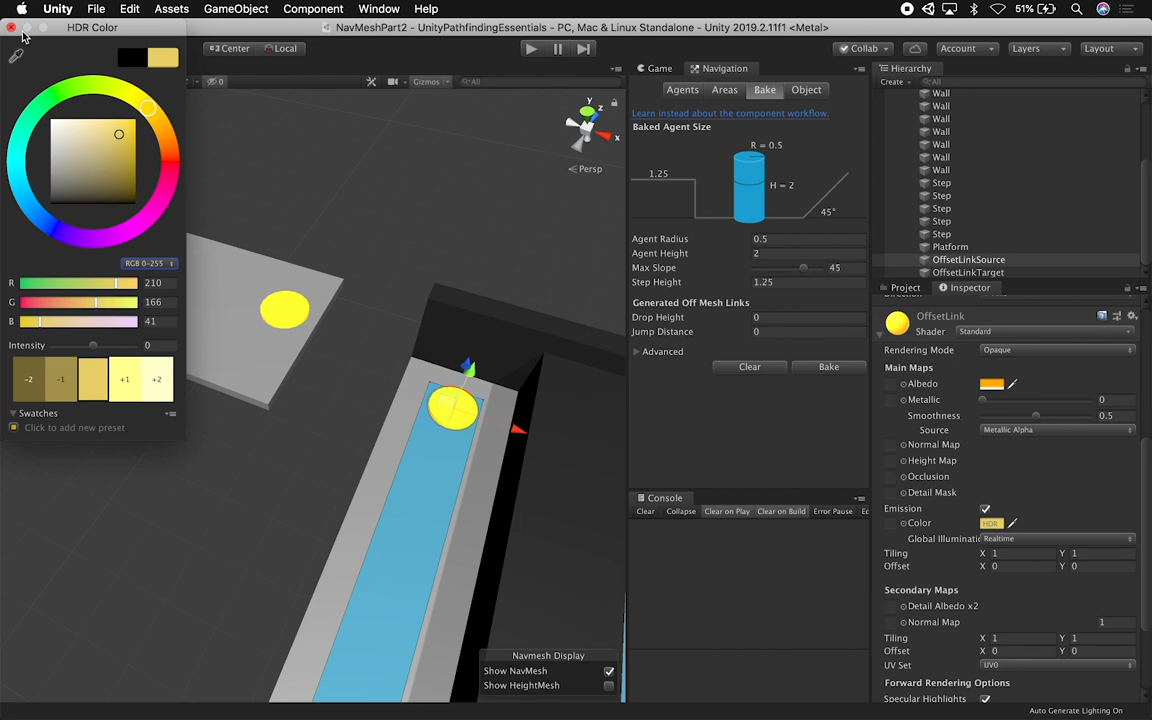 Unity File Edit Assets GameObject Component Window Help 51%
HDR Color
NavMeshPart2 - UnityPathfindingEssentials - PC, Mac & Linux Standalone - Unity 2019.2.11f1 <Metal>
Center Local
Collab Account Layers Layout
0 Gizmos All
y
z
x
Persp
RGB 0-255
R 210
G 166
B 41
Intensity 0
-2 -1 +1 +2
Swatches
Click to add new preset
Navmesh Display
Show NavMesh
Show HeightMesh
Game Navigation
Agents Areas Bake Object
Learn instead about the component workflow.
Baked Agent Size
R = 0.5
1.25
H = 2
45°
Agent Radius 0.5
Agent Height 2
Max Slope 45
Step Height 1.25
Generated Off Mesh Links
Drop Height 0
Jump Distance 0
Advanced
Clear Bake
Console
Clear Collapse Clear on Play Clear on Build Error Pause Ec
Hierarchy
Create All
Wall
Wall
Wall
Wall
Wall
Wall
Wall
Step
Step
Step
Step
Step
Platform
OffsetLinkSource
OffsetLinkTarget
Project Inspector
OffsetLink
Shader Standard
Rendering Mode Opaque
Main Maps
Albedo
Metallic 0
Smoothness 0.5
Source Metallic Alpha
Normal Map
Height Map
Occlusion
Detail Mask
Emission
Color HDR
Global Illuminatio Realtime
Tiling X 1 Y 1
Offset X 0 Y 0
Secondary Maps
Detail Albedo x2
Normal Map 1
Tiling X 1 Y 1
Offset X 0 Y 0
UV Set UV0
Forward Rendering Options
Specular Highlights
Auto Generate Lighting On